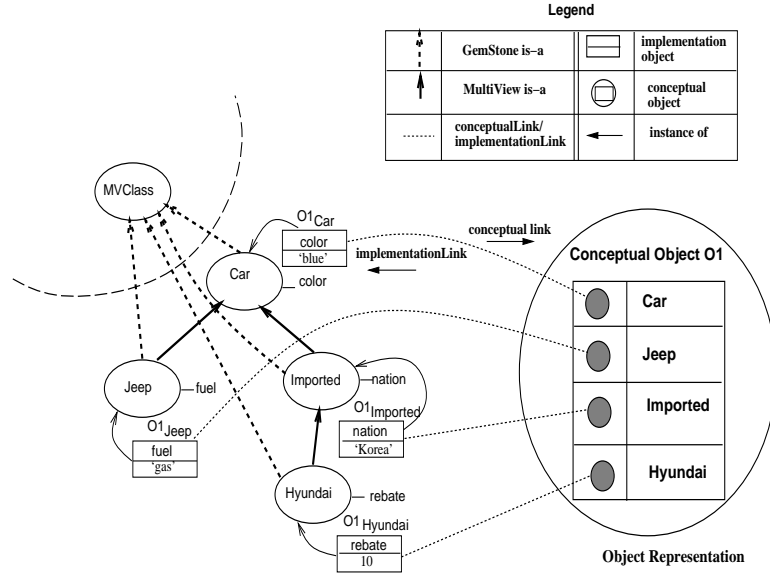 Legend
GemStone is−a
implementation
object
MultiView is−a
conceptual
object
conceptualLink/
implementationLink
instance of
MVClass
O1Car
color
'blue'
conceptual link
implementationLink
Car
color
Conceptual Object O1
Car
Jeep
Imported
Hyundai
Jeep
fuel
Imported
nation
O1Jeep
fuel
'gas'
O1Imported
nation
'Korea'
Hyundai
rebate
O1Hyundai
rebate
10
Object Representation